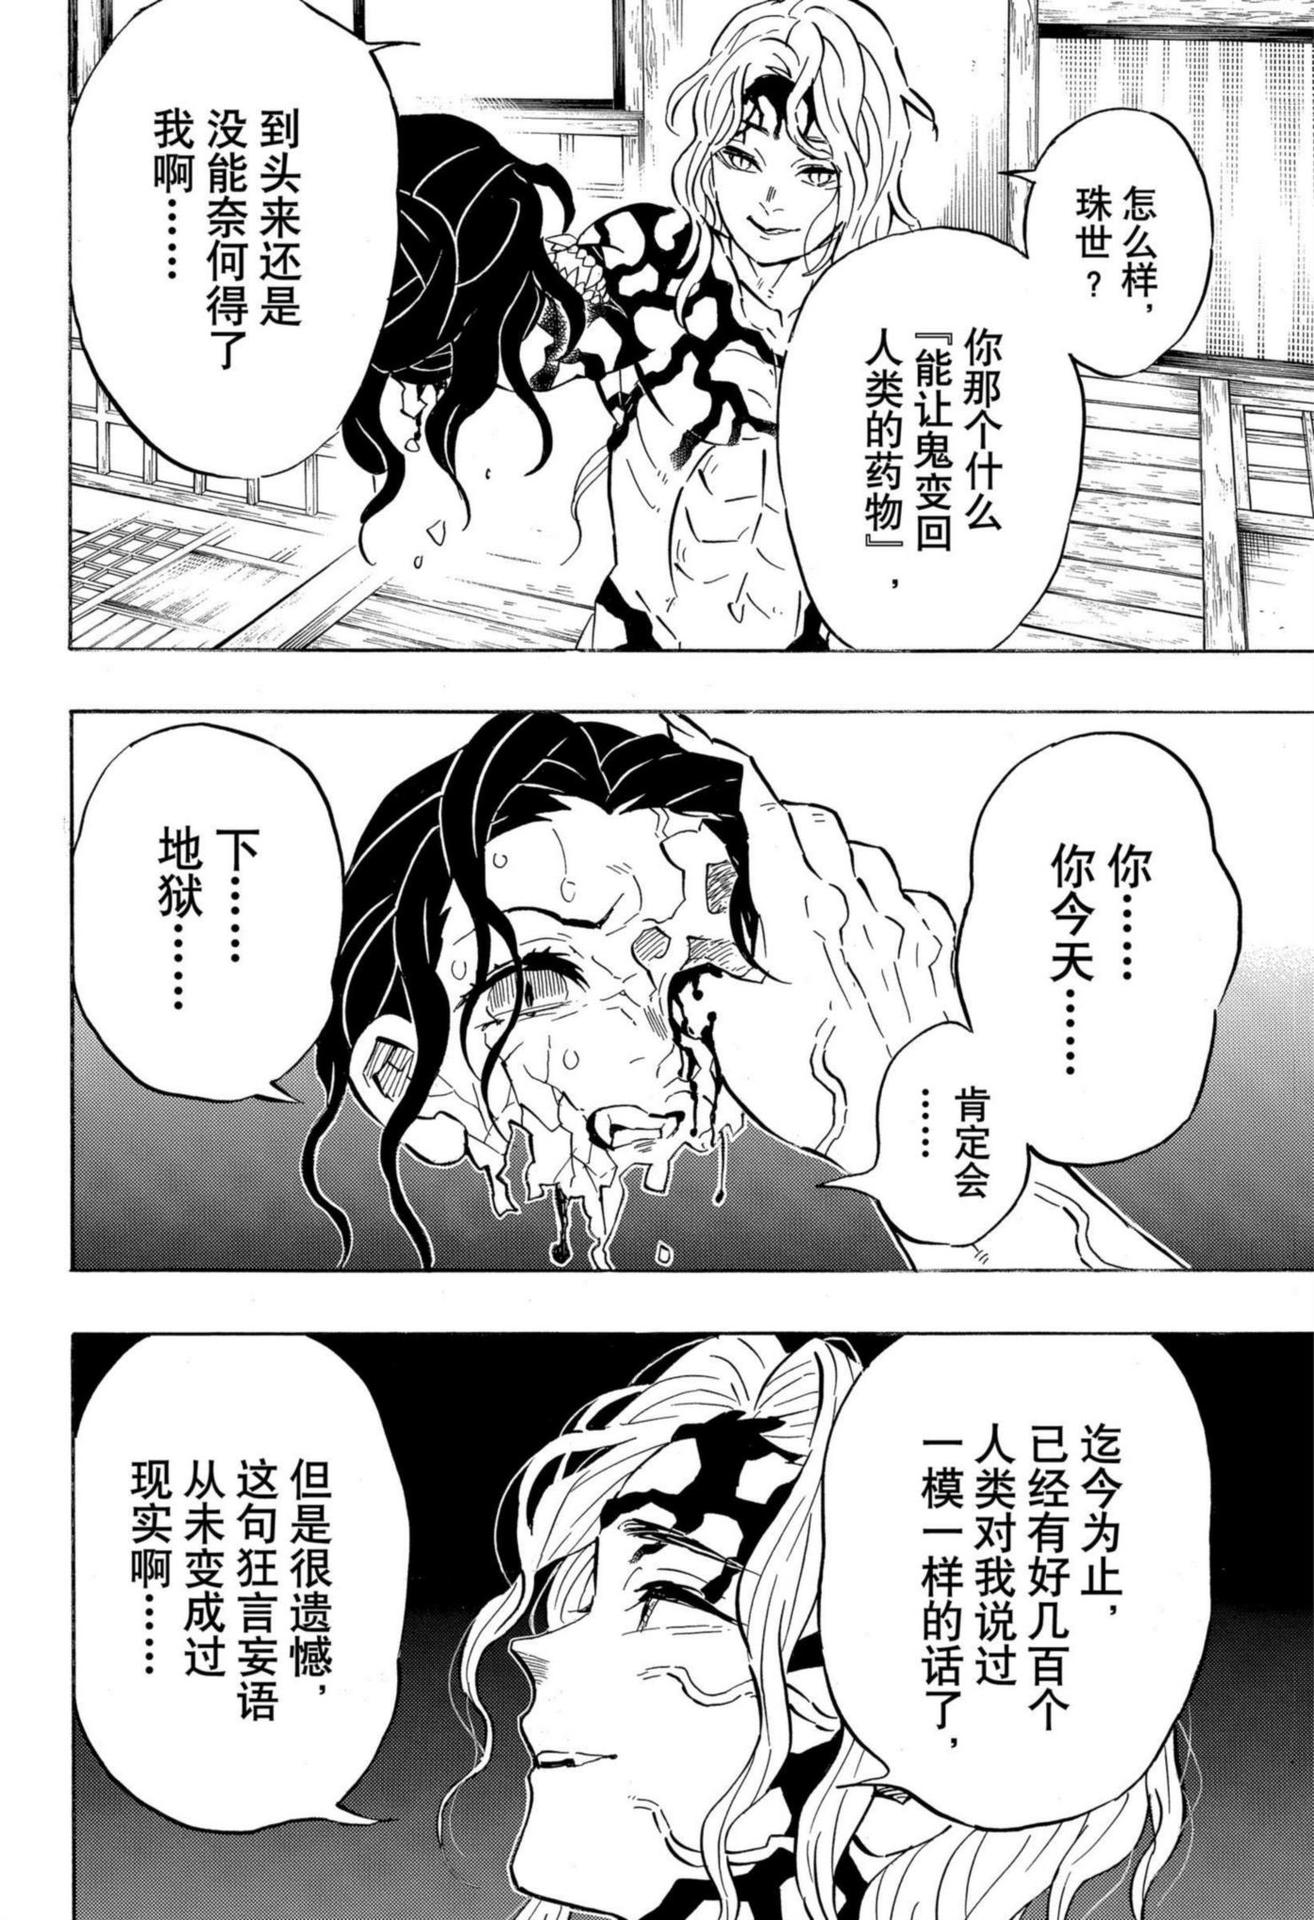 怎么样，
珠世？
你那个什么
『能让鬼变回
人类的药物』，
到头来还是
没能奈何得了
我啊……
你……
你今天……
肯定会
……
下……
地狱………
迄今为止，
已经有好几百个
人类对我说过
一模一样的话了，
但是很遗憾，
这句狂言妄语
从未变成过
现实啊……